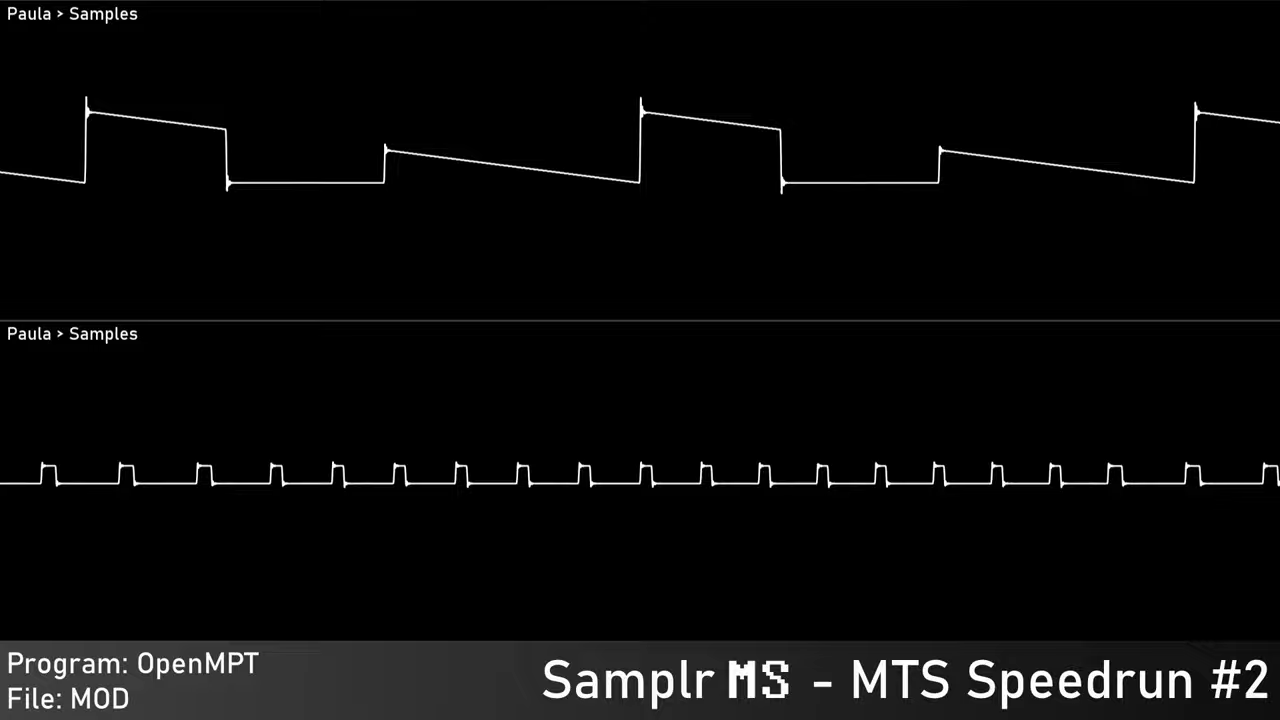 Paula > Samples
Paula > Samples
Program: OpenMPT
File: MOD
Samplr MS - MTS Speedrun #2